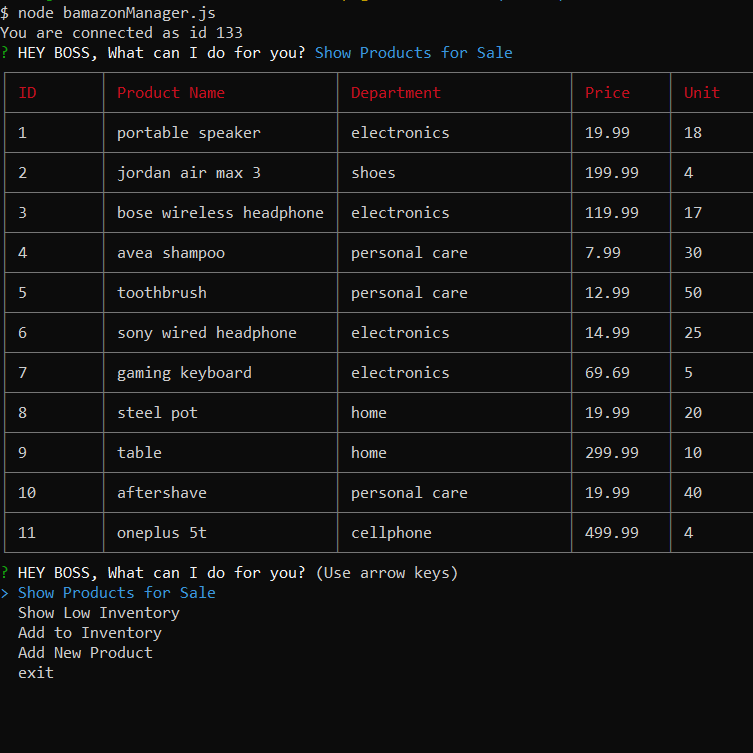 $ node bamazonManager.js
You are connected as id 133
? HEY BOSS, What can I do for you? Show Products for Sale
ID Product Name Department Price Unit
1 portable speaker electronics 19.99 18
2 jordan air max 3 shoes 199.99 4
3 bose wireless headphone electronics 119.99 17
4 avea shampoo personal care 7.99 30
5 toothbrush personal care 12.99 50
6 sony wired headphone electronics 14.99 25
7 gaming keyboard electronics 69.69 5
8 steel pot home 19.99 20
9 table home 299.99 10
10 aftershave personal care 19.99 40
11 oneplus 5t cellphone 499.99 4
? HEY BOSS, What can I do for you? (Use arrow keys)
> Show Products for Sale
Show Low Inventory
Add to Inventory
Add New Product
exit